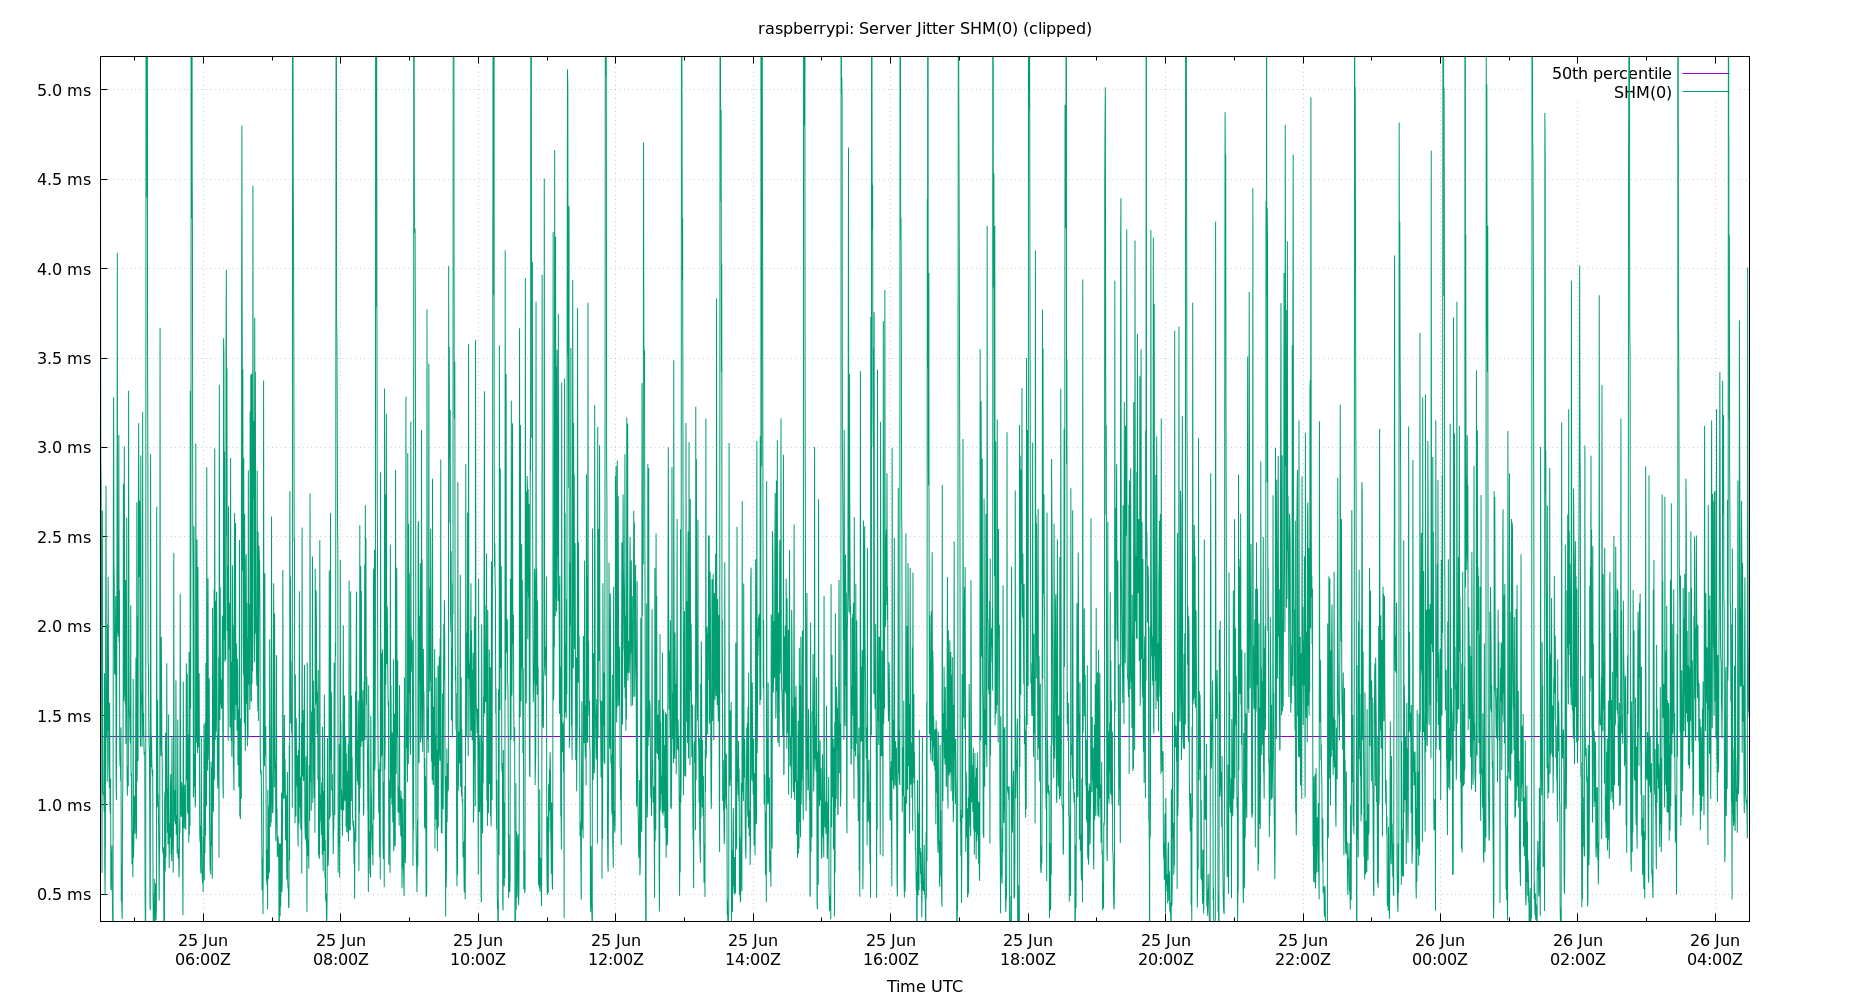 raspberrypi: Server Jitter SHM(0) (clipped)
50th percentile
SHM(0)
5.0 ms
4.5 ms
4.0 ms
3.5 ms
3.0 ms
2.5 ms
2.0 ms
1.5 ms
1.0 ms
0.5 ms
25 Jun 25 Jun 25 Jun 25 Jun 25 Jun 25 Jun 25 Jun 25 Jun 25 Jun 26 Jun 26 Jun 26 Jun
06:00Z 08:00Z 10:00Z 12:00Z 14:00Z 16:00Z 18:00Z 20:00Z 22:00Z 00:00Z 02:00Z 04:00Z
Time UTC